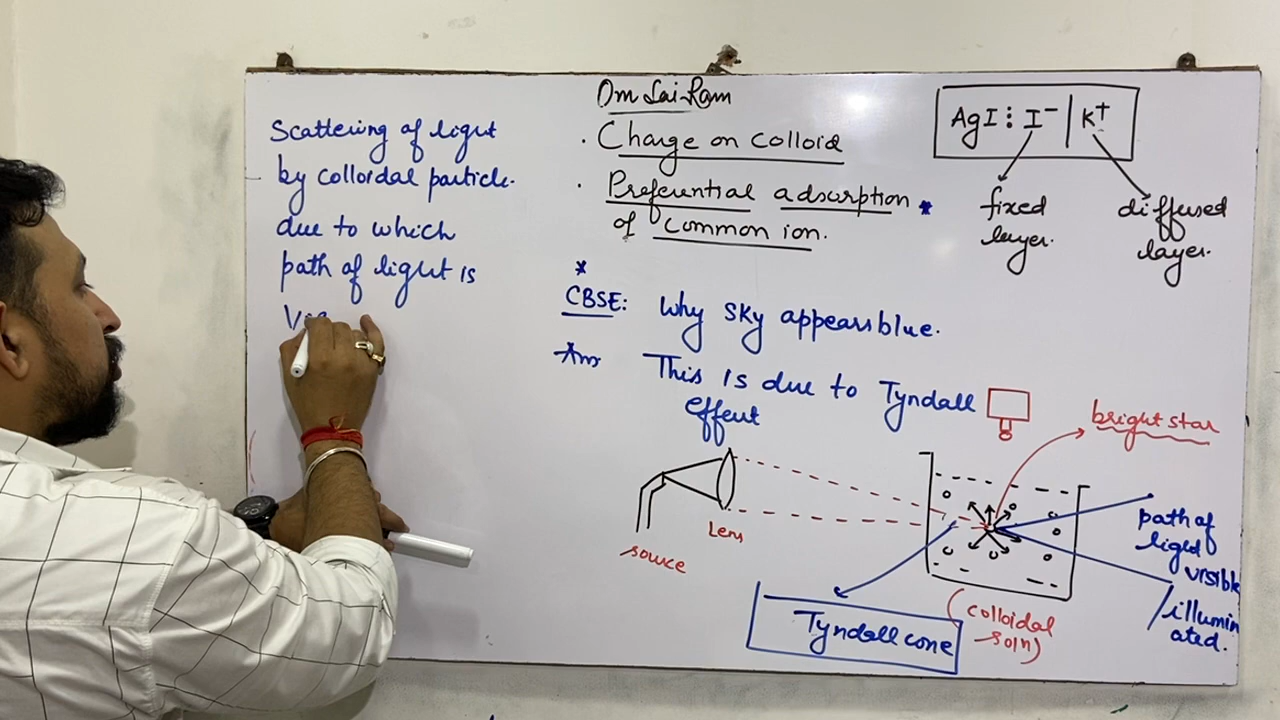 Scattering of light
by colloidal particle.
due to which
path of light is
Om Sai Ram
. Charge on Colloid
. Preferential adsorption *
of Common ion.
AgI⋮I⁻|K⁺
fixed
layer.
diffused
layer.
*
CBSE: Why Sky appears blue.
Ans This is due to Tyndall
effect
source
Lens
bright star
path of
light
visible
/illumin
ated.
(colloidal
soln)
Tyndall cone